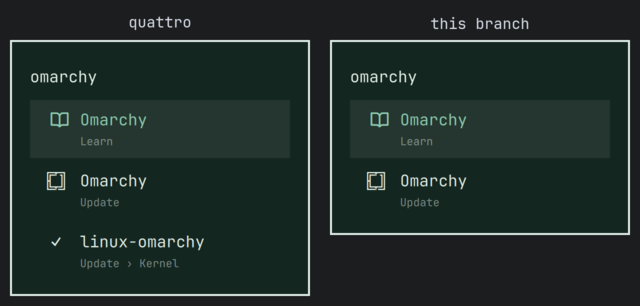 quattro
omarchy
Omarchy
Learn
Omarchy
Update
linux-omarchy
Update › Kernel
this branch
omarchy
Omarchy
Learn
Omarchy
Update